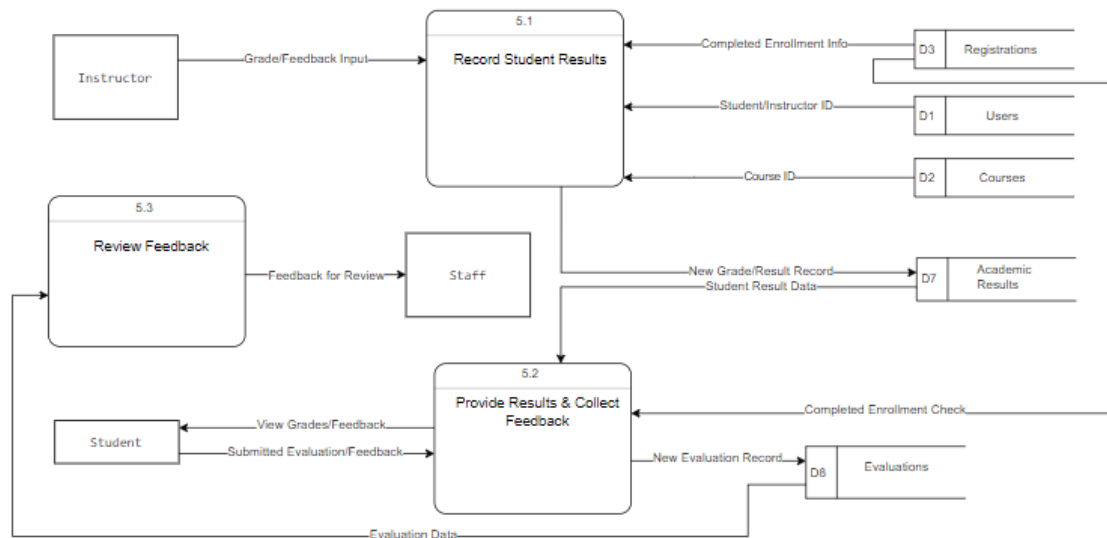 5.1
Record Student Results
Grade/Feedback Input
Instructor
Completed Enrollment Info
D3
Registrations
Student/Instructor ID
D1
Users
Course ID
D2
Courses
5.3
Review Feedback
Feedback for Review
Staff
New Grade/Result Record
Student Result Data
D7
Academic
Results
5.2
Provide Results & Collect
Feedback
Completed Enrollment Check
View Grades/Feedback
Student
Submitted Evaluation/Feedback
New Evaluation Record
D8
Evaluations
Evaluation Data